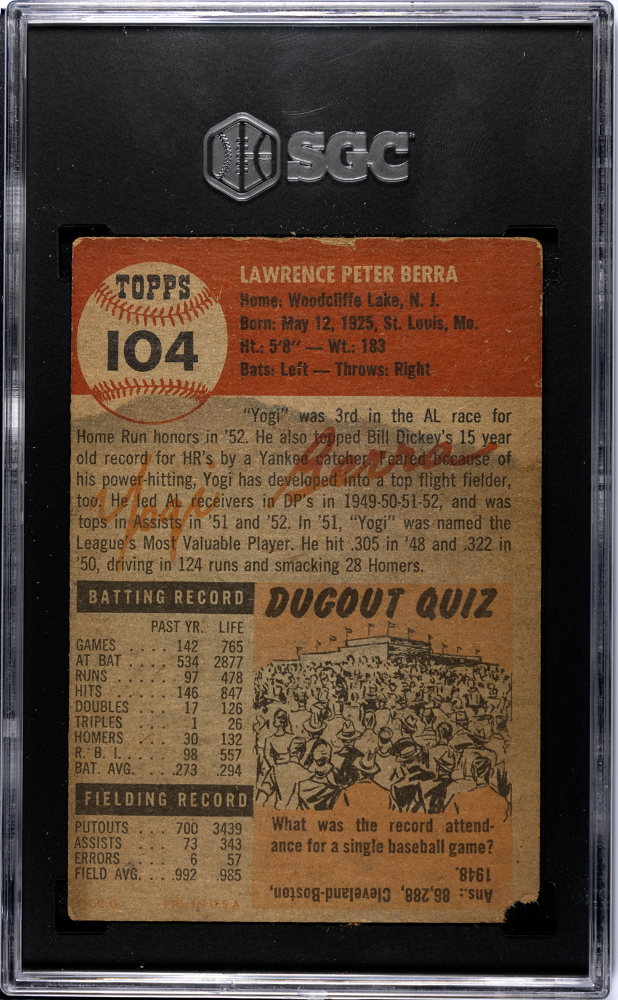 SGC
TOPPS
104
LAWRENCE PETER BERRA
Home: Woodcliffe Lake, N. J.
Born: May 12, 1925, St. Louis, Mo.
Ht.: 5'8" — Wt.: 183
Bats: Left — Throws: Right
"Yogi" was 3rd in the AL race for
Home Run honors in '52. He also topped Bill Dickey's 15 year
old record for HR's by a Yankee catcher. Feared because of
his power-hitting, Yogi has developed into a top flight fielder,
too. He led AL receivers in DP's in 1949-50-51-52, and was
tops in Assists in '51 and '52. In '51, "Yogi" was named the
League's Most Valuable Player. He hit .305 in '48 and .322 in
'50, driving in 124 runs and smacking 28 Homers.
Yogi Berra
BATTING RECORD
PAST YR. LIFE
GAMES . . . . 142 765
AT BAT . . . . 534 2877
RUNS . . . . . 97 478
HITS . . . . . 146 847
DOUBLES . . . 17 126
TRIPLES . . . 1 26
HOMERS . . . 30 132
R. B. I. . . . . 98 557
BAT. AVG. . . .273 .294
FIELDING RECORD
PUTOUTS . . . 700 3439
ASSISTS . . . 73 343
ERRORS . . . . 6 57
FIELD AVG. . . .992 .985
DUGOUT QUIZ
What was the record attend-
ance for a single baseball game?
Ans.: 86,288, Cleveland-Boston,
1948.
PRI. IN U.S.A.